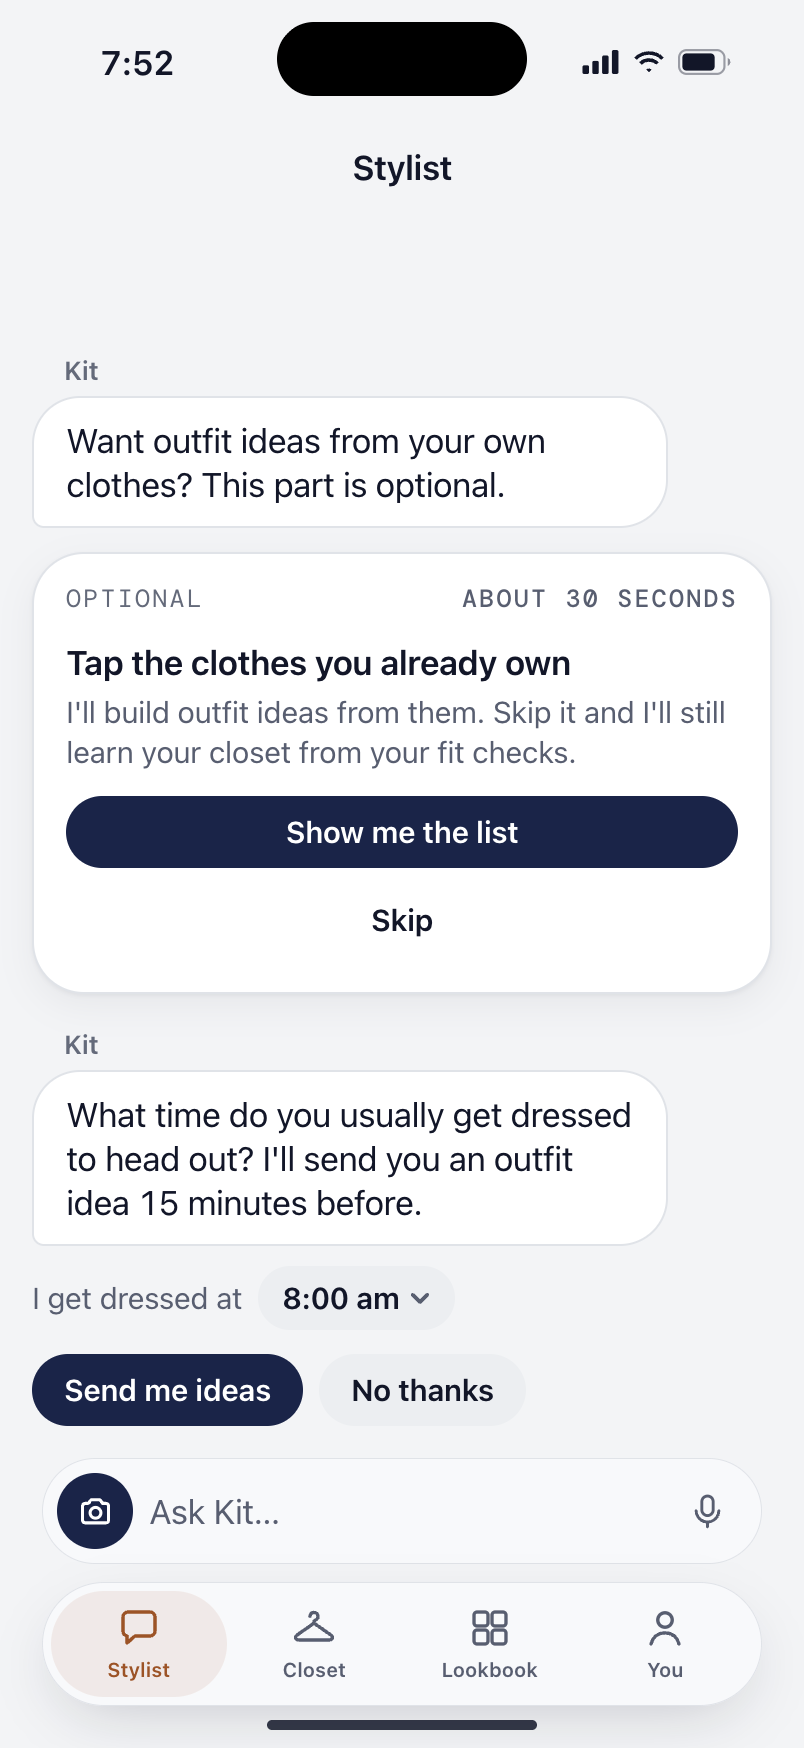 7:52
Stylist
Kit
Want outfit ideas from your own
clothes? This part is optional.
OPTIONAL
ABOUT 30 SECONDS
Tap the clothes you already own
I'll build outfit ideas from them. Skip it and I'll still
learn your closet from your fit checks.
Show me the list
Skip
Kit
What time do you usually get dressed
to head out? I'll send you an outfit
idea 15 minutes before.
I get dressed at
8:00 am
Send me ideas
No thanks
Ask Kit...
Stylist
Closet
Lookbook
You